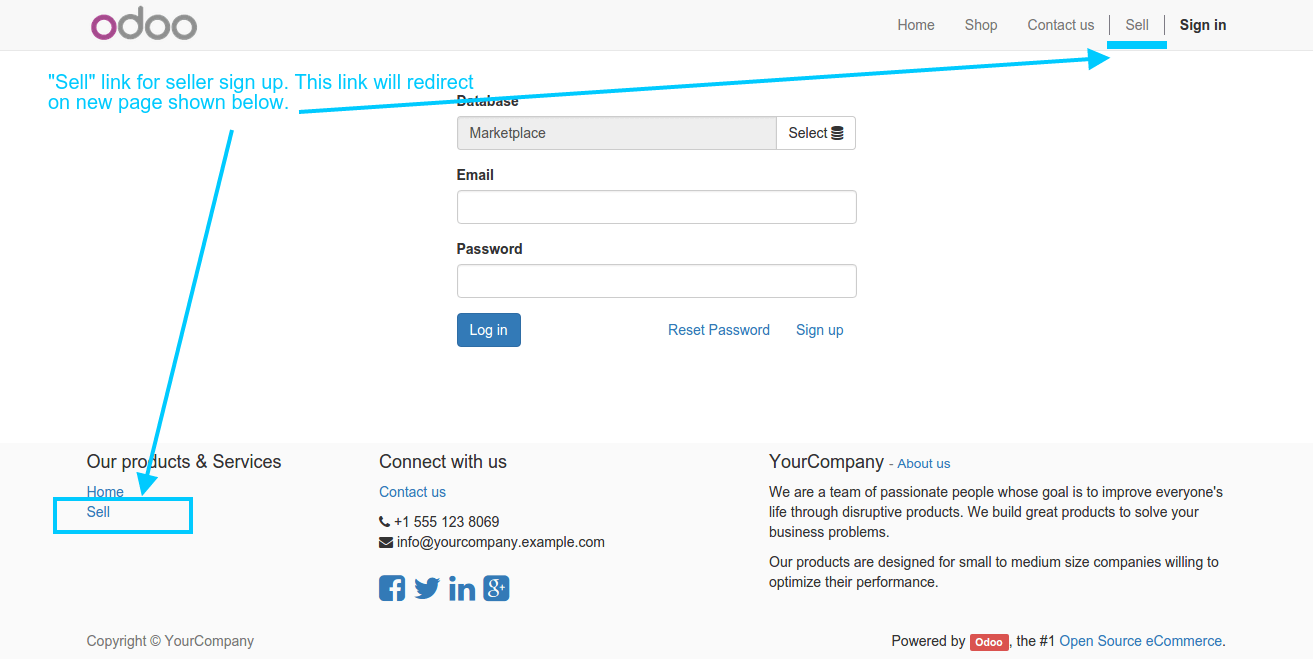 odoo
Home Shop Contact us Sell Sign in
"Sell" link for seller sign up. This link will redirect
on new page shown below.
Database
Marketplace Select
Email
Password
Log in Reset Password Sign up
Our products & Services
Home
Sell
Connect with us
Contact us
+1 555 123 8069
info@yourcompany.example.com
YourCompany - About us
We are a team of passionate people whose goal is to improve everyone's
life through disruptive products. We build great products to solve your
business problems.
Our products are designed for small to medium size companies willing to
optimize their performance.
Copyright © YourCompany
Powered by Odoo, the #1 Open Source eCommerce.